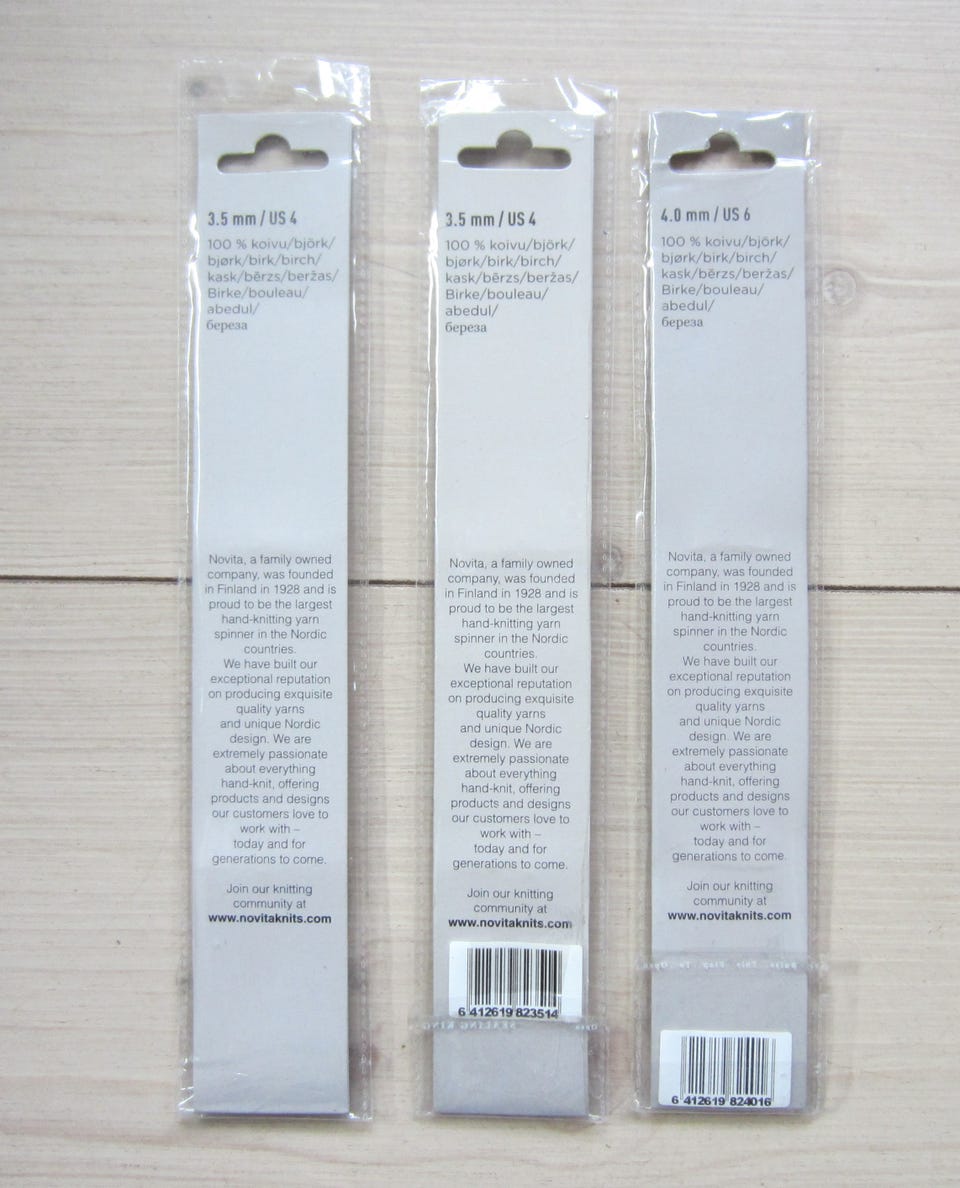 3.5 mm / US 4
100 % koivu/björk/
bjørk/birk/birch/
kask/bērzs/beržas/
Birke/bouleau/
abedul/
береза
Novita, a family owned
company, was founded
in Finland in 1928 and is
proud to be the largest
hand-knitting yarn
spinner in the Nordic
countries.
We have built our
exceptional reputation
on producing exquisite
quality yarns
and unique Nordic
design. We are
extremely passionate
about everything
hand-knit, offering
products and designs
our customers love to
work with –
today and for
generations to come.
Join our knitting
community at
www.novitaknits.com
3.5 mm / US 4
100 % koivu/björk/
bjørk/birk/birch/
kask/bērzs/beržas/
Birke/bouleau/
abedul/
береза
Novita, a family owned
company, was founded
in Finland in 1928 and is
proud to be the largest
hand-knitting yarn
spinner in the Nordic
countries.
We have built our
exceptional reputation
on producing exquisite
quality yarns
and unique Nordic
design. We are
extremely passionate
about everything
hand-knit, offering
products and designs
our customers love to
work with –
today and for
generations to come.
Join our knitting
community at
www.novitaknits.com
6 412619 823514
SEALING KING
4.0 mm / US 6
100 % koivu/björk/
bjørk/birk/birch/
kask/bērzs/beržas/
Birke/bouleau/
abedul/
береза
Novita, a family owned
company, was founded
in Finland in 1928 and is
proud to be the largest
hand-knitting yarn
spinner in the Nordic
countries.
We have built our
exceptional reputation
on producing exquisite
quality yarns
and unique Nordic
design. We are
extremely passionate
about everything
hand-knit, offering
products and designs
our customers love to
work with –
today and for
generations to come.
Join our knitting
community at
www.novitaknits.com
6 412619 824016